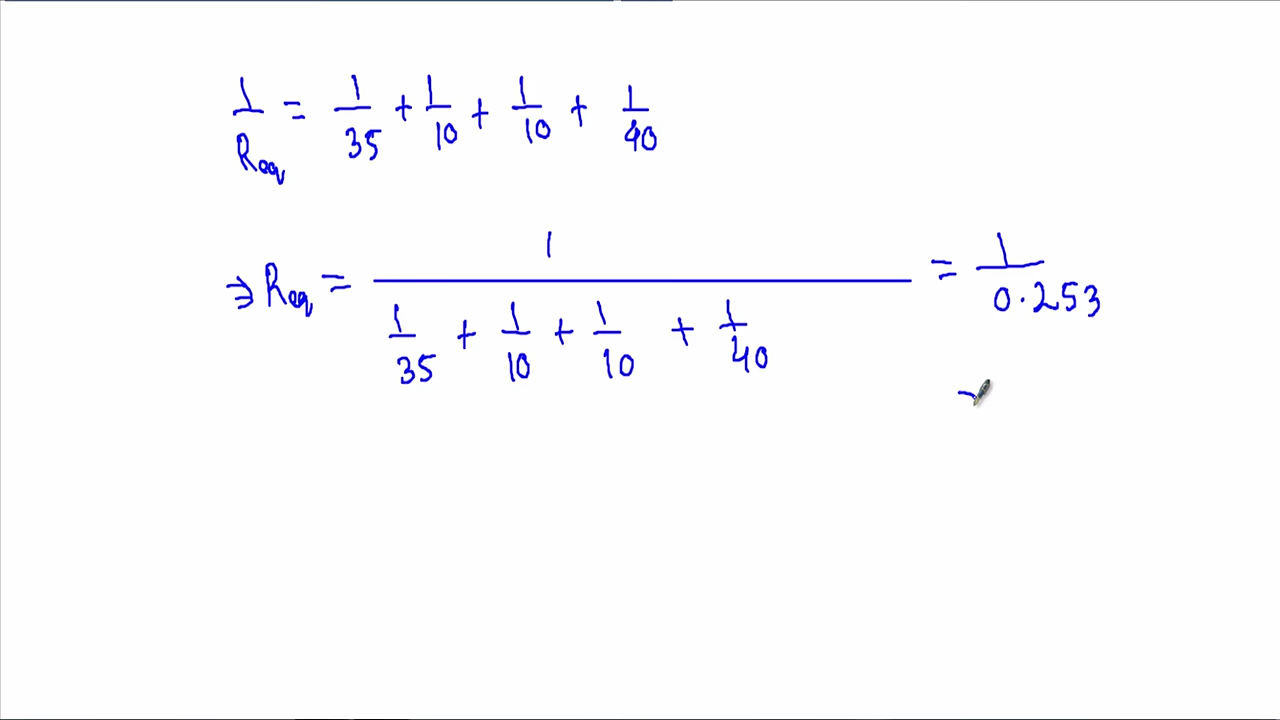 1/Req = 1/35 + 1/10 + 1/10 + 1/40
⇒ Req = 1/(1/35 + 1/10 + 1/10 + 1/40) = 1/0.253